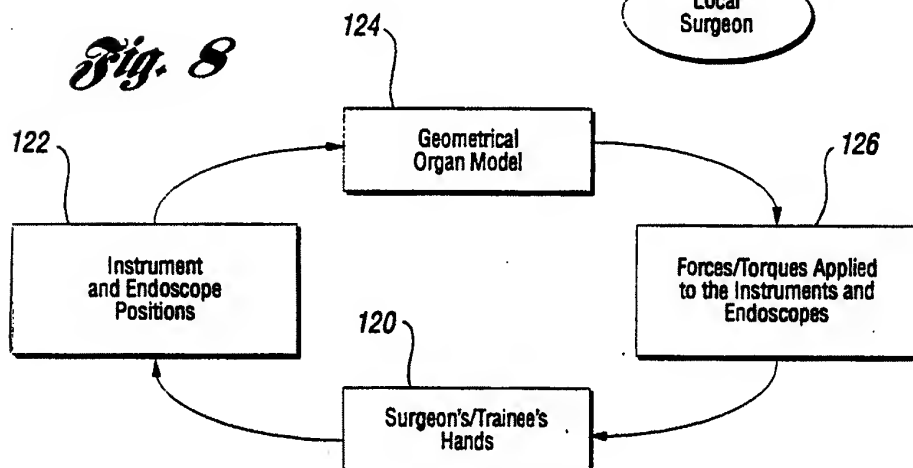 Local
Surgeon
Fig. 8
124
Geometrical
Organ Model
122
126
Instrument
and Endoscope
Positions
Forces/Torques Applied
to the Instruments and
Endoscopes
120
Surgeon's/Trainee's
Hands